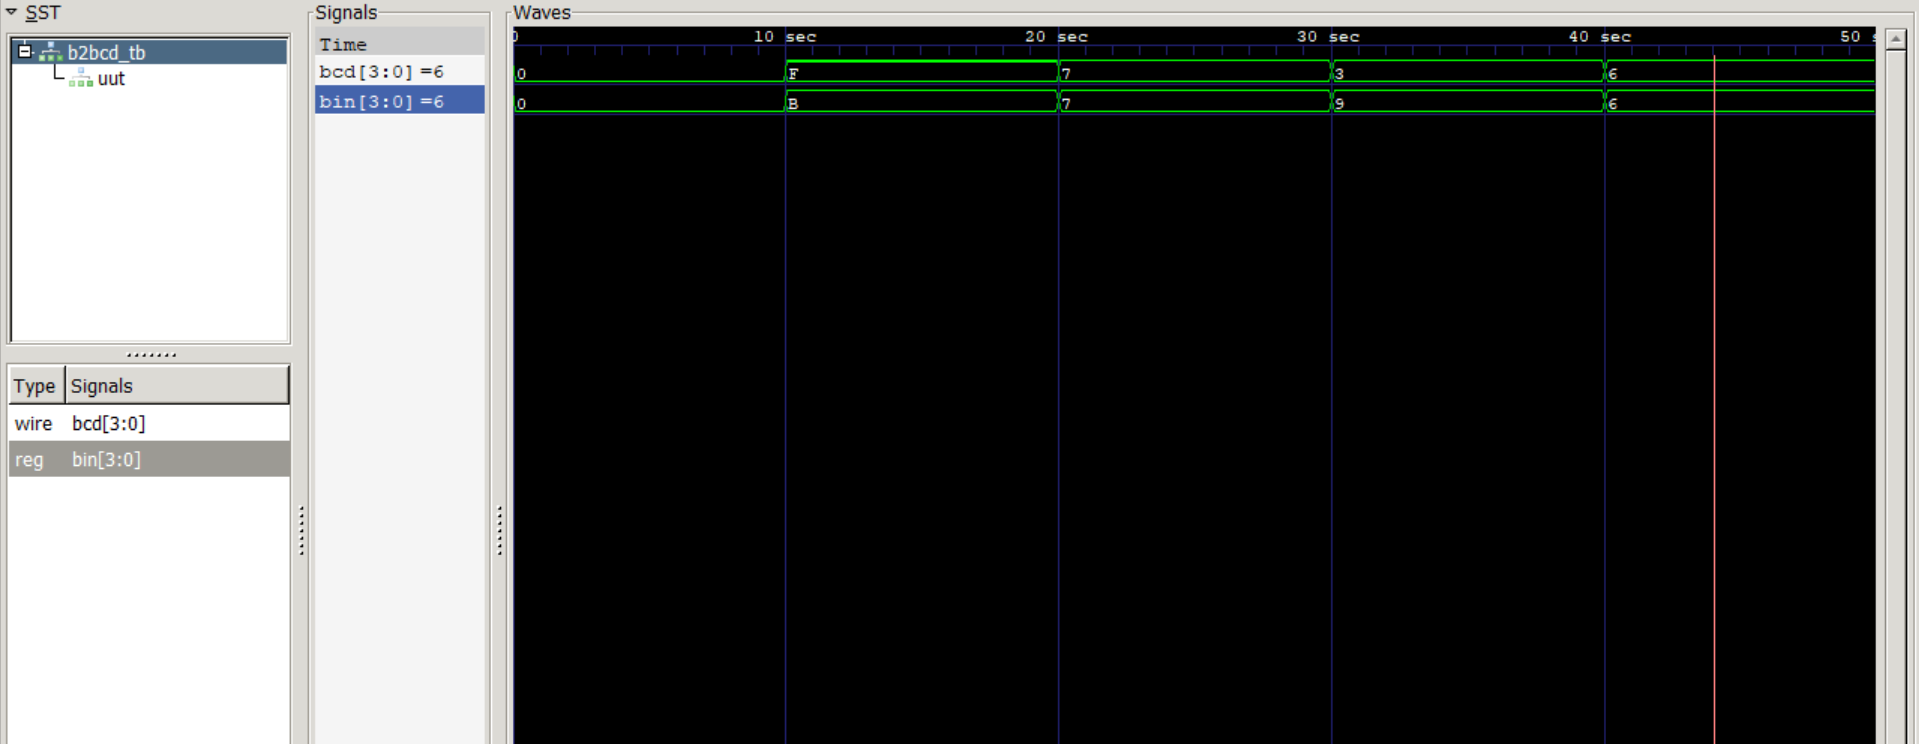 SST
b2bcd_tb
uut
Type Signals
wire bcd[3:0]
reg bin[3:0]
Signals
Time
bcd[3:0] =6
bin[3:0] =6
Waves
0 10 sec 20 sec 30 sec 40 sec 50 s
0 F 7 3 6
0 B 7 9 6